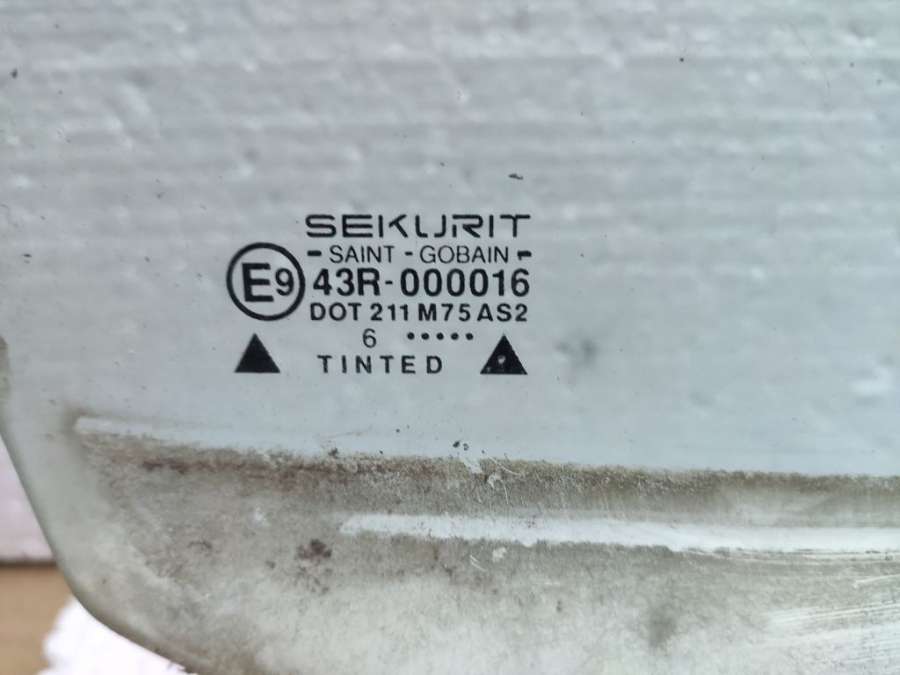 SEKURIT
- SAINT - GOBAIN -
E9 43R-000016
DOT 211 M75 AS2
6 •••••
TINTED